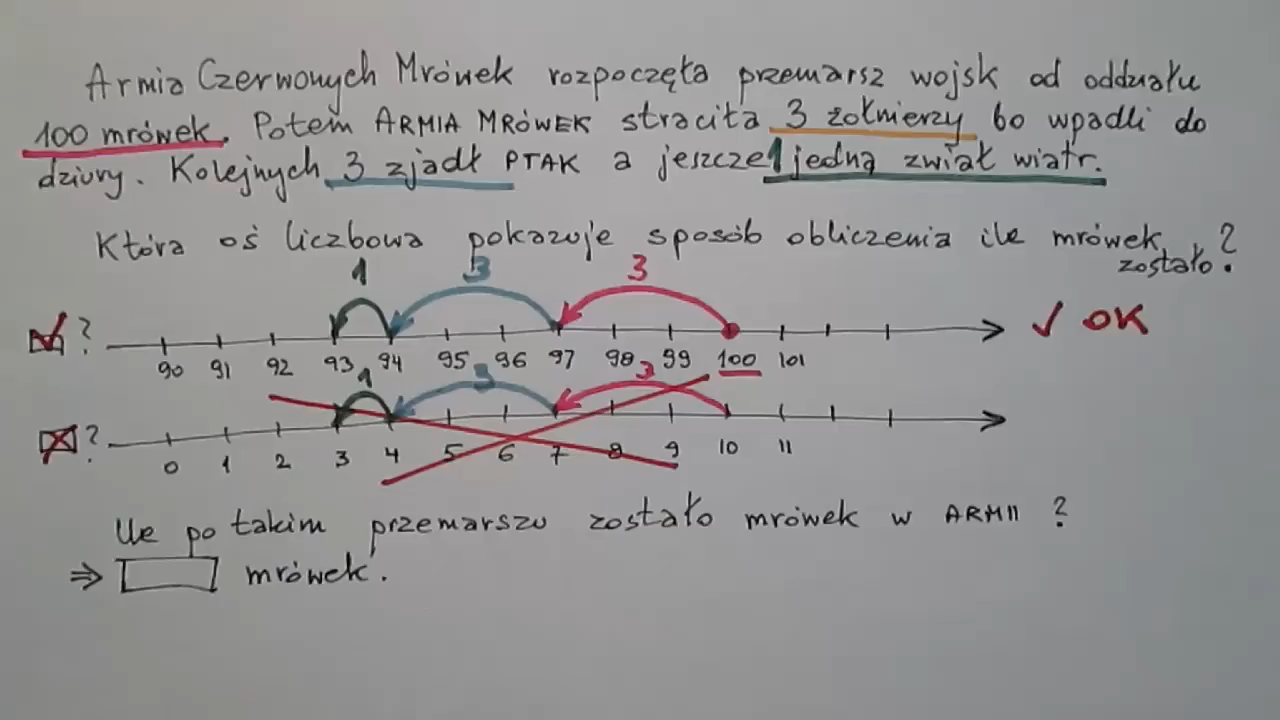 Armia Czerwonych Mrówek rozpoczęła przemarsz wojsk od oddziału
100 mrówek. Potem ARMIA MRÓWEK straciła 3 żołnierzy bo wpadli do
dziury. Kolejnych 3 zjadł PTAK a jeszcze 1 jedną zwiał wiatr.
Która oś liczbowa pokazuje sposób obliczenia ile mrówek zostało?
1 3 3
? ✓ OK
90 91 92 93 94 95 96 97 98 99 100 101
1 3 3
?
0 1 2 3 4 5 6 7 8 9 10 11
Ile po takim przemarszu zostało mrówek w ARMII ?
⇒ mrówek.